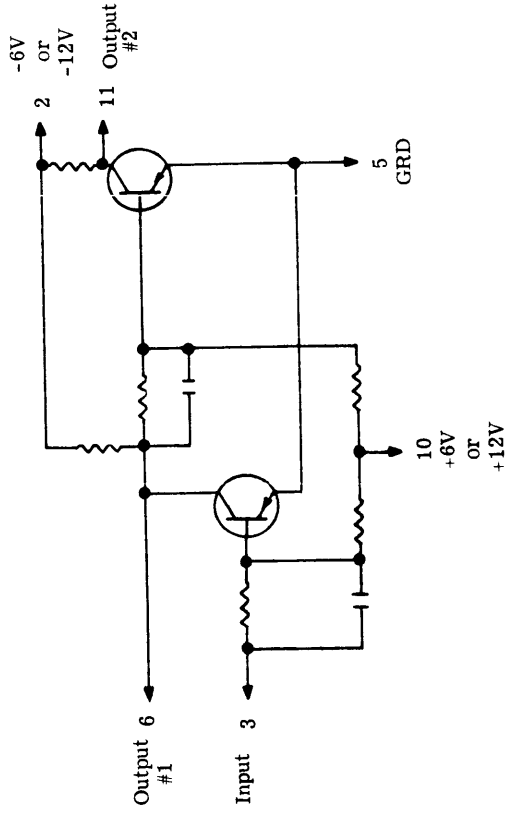 -6V
or
-12V
2
11 Output
#2
5
GRD
10
+6V
or
+12V
Output 6
#1
Input 3